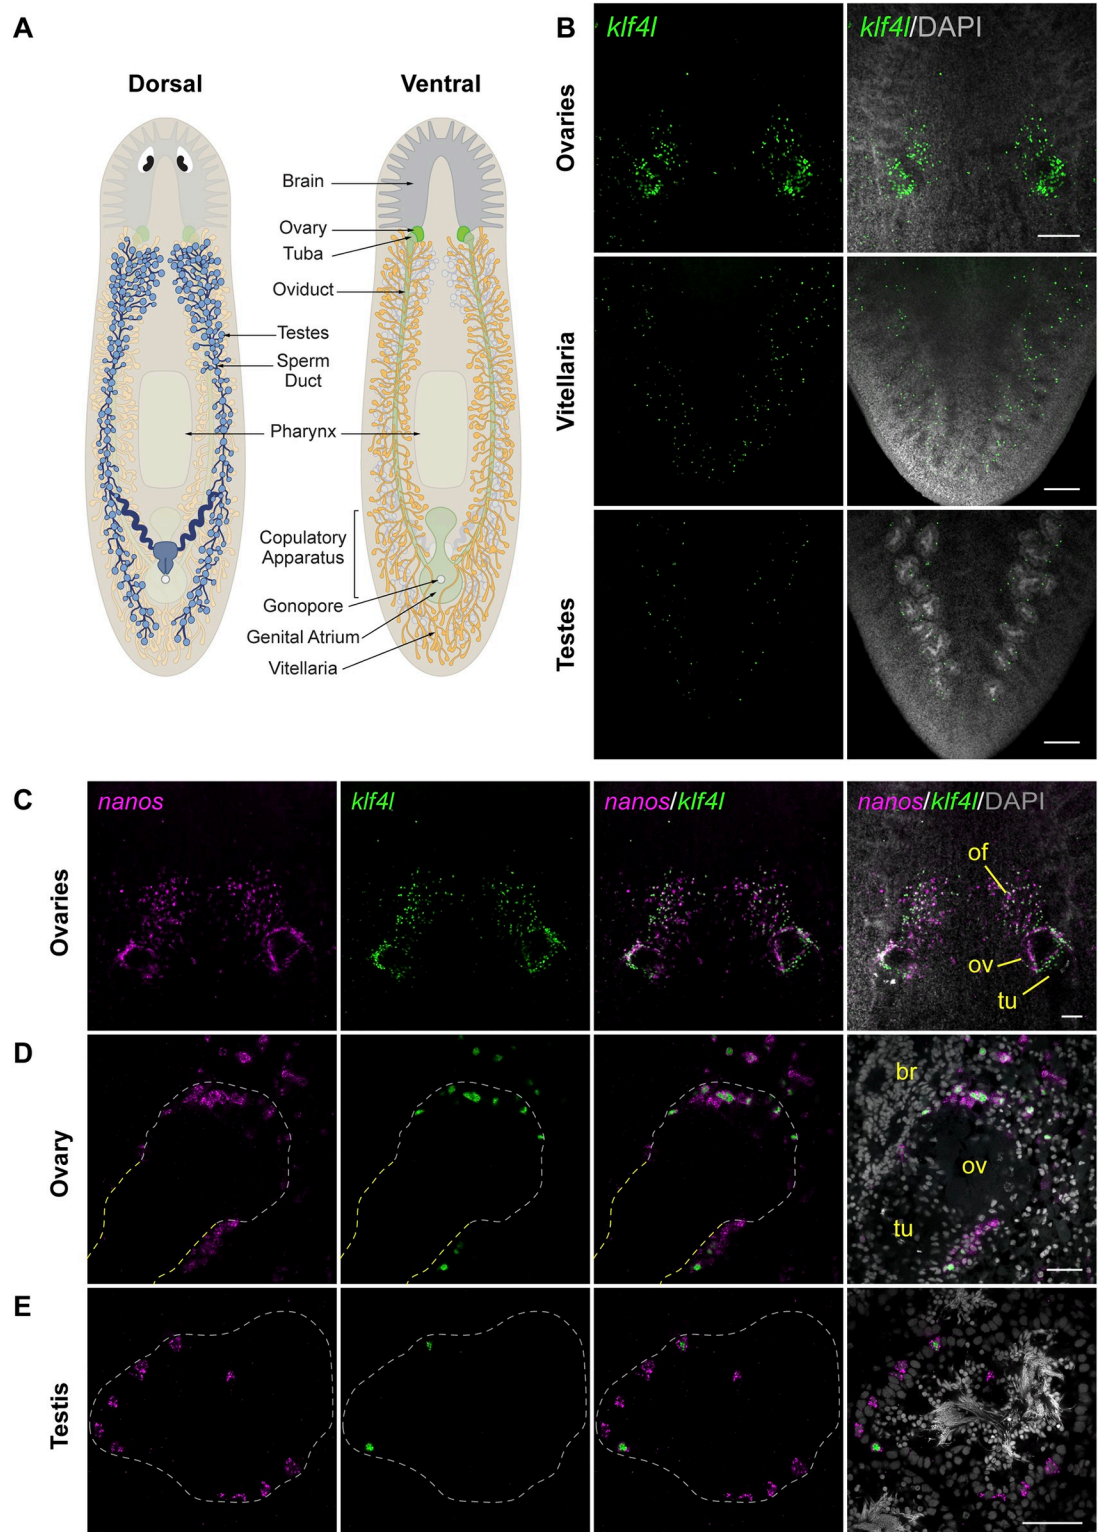 A
Dorsal
Ventral
Brain
Ovary
Tuba
Oviduct
Testes
Sperm
Duct
Pharynx
Copulatory
Apparatus
Gonopore
Genital Atrium
Vitellaria
B
klf4l
klf4l/DAPI
Ovaries
Vitellaria
Testes
C
nanos
klf4l
nanos/klf4l
nanos/klf4l/DAPI
Ovaries
of
ov
tu
D
Ovary
br
ov
tu
E
Testis